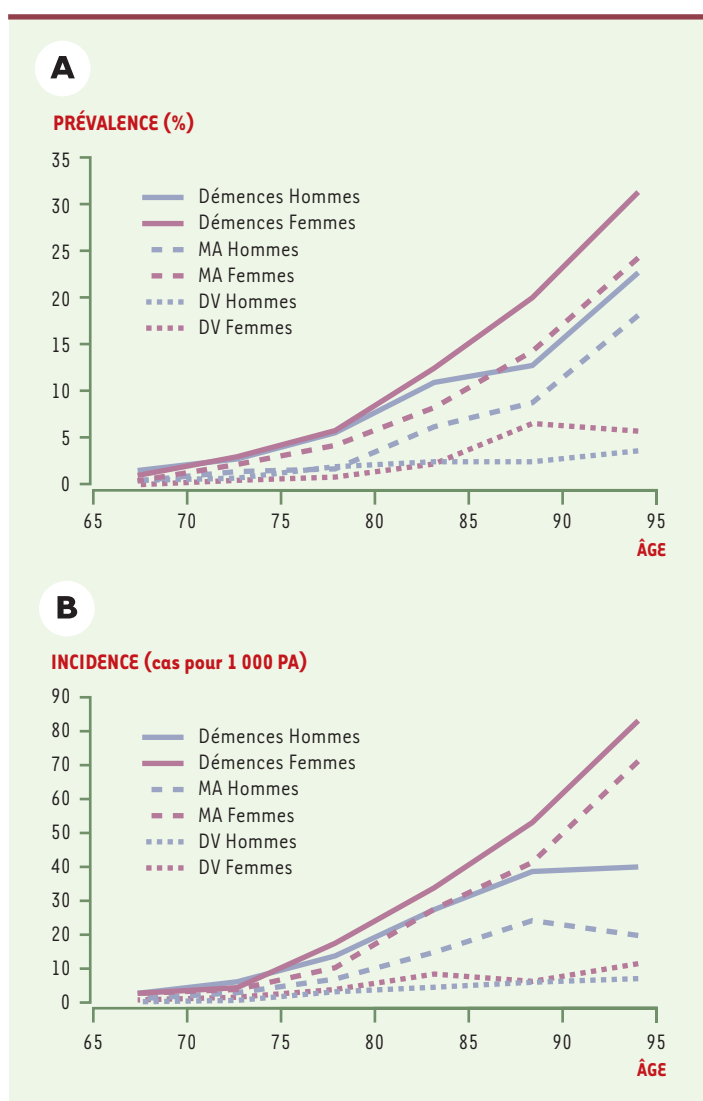 A
PRÉVALENCE (%)
35
30
25
20
15
10
5
0
Démences Hommes
Démences Femmes
MA Hommes
MA Femmes
DV Hommes
DV Femmes
65 70 75 80 85 90 95
ÂGE
B
INCIDENCE (cas pour 1 000 PA)
90
80
70
60
50
40
30
20
10
0
Démences Hommes
Démences Femmes
MA Hommes
MA Femmes
DV Hommes
DV Femmes
65 70 75 80 85 90 95
ÂGE